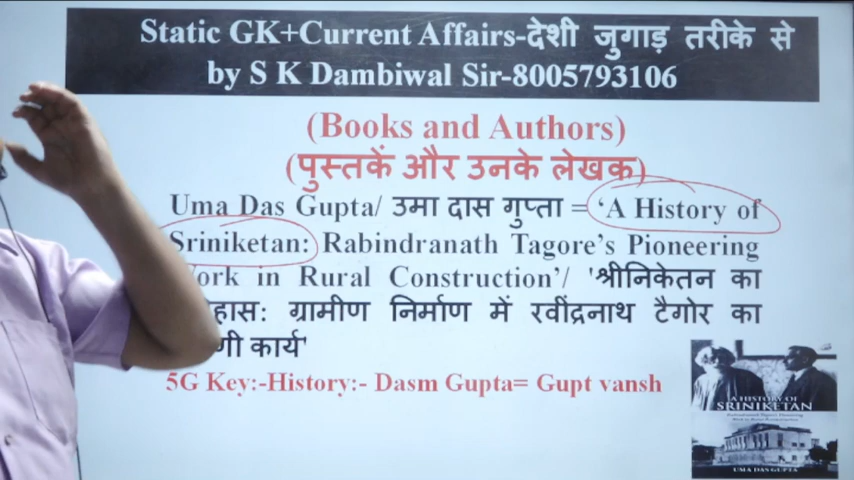 Static GK+Current Affairs-देशी जुगाड़ तरीके से
by S K Dambiwal Sir-8005793106
(Books and Authors)
(पुस्तकें और उनके लेखक)
Uma Das Gupta/ उमा दास गुप्ता = ‘A History of
Sriniketan: Rabindranath Tagore’s Pioneering
ork in Rural Construction’/ 'श्रीनिकेतन का
हास: ग्रामीण निर्माण में रवींद्रनाथ टैगोर का
णी कार्य'
5G Key:-History:- Dasm Gupta= Gupt vansh
A HISTORY OF
SRINIKETAN
UMA DAS GUPTA